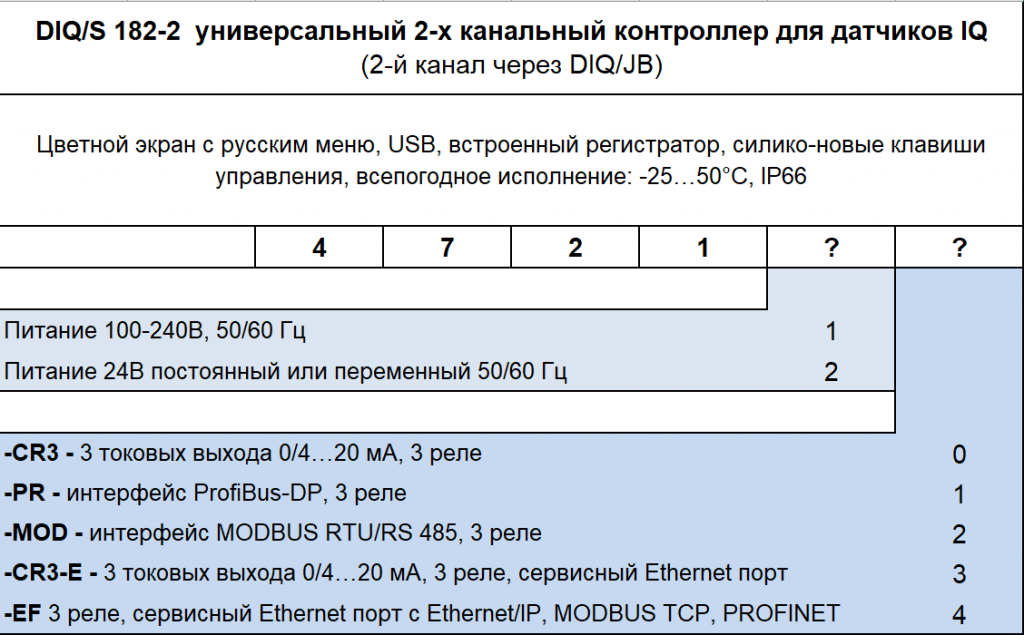 DIQ/S 182-2 универсальный 2-х канальный контроллер для датчиков IQ
(2-й канал через DIQ/JB)
Цветной экран с русским меню, USB, встроенный регистратор, силико-новые клавиши
управления, всепогодное исполнение: -25…50°C, IP66
4 7 2 1 ? ?
Питание 100-240В, 50/60 Гц 1
Питание 24В постоянный или переменный 50/60 Гц 2
-CR3 - 3 токовых выхода 0/4…20 мА, 3 реле 0
-PR - интерфейс ProfiBus-DP, 3 реле 1
-MOD - интерфейс MODBUS RTU/RS 485, 3 реле 2
-CR3-E - 3 токовых выхода 0/4…20 мА, 3 реле, сервисный Ethernet порт 3
-EF 3 реле, сервисный Ethernet порт с Ethernet/IP, MODBUS TCP, PROFINET 4